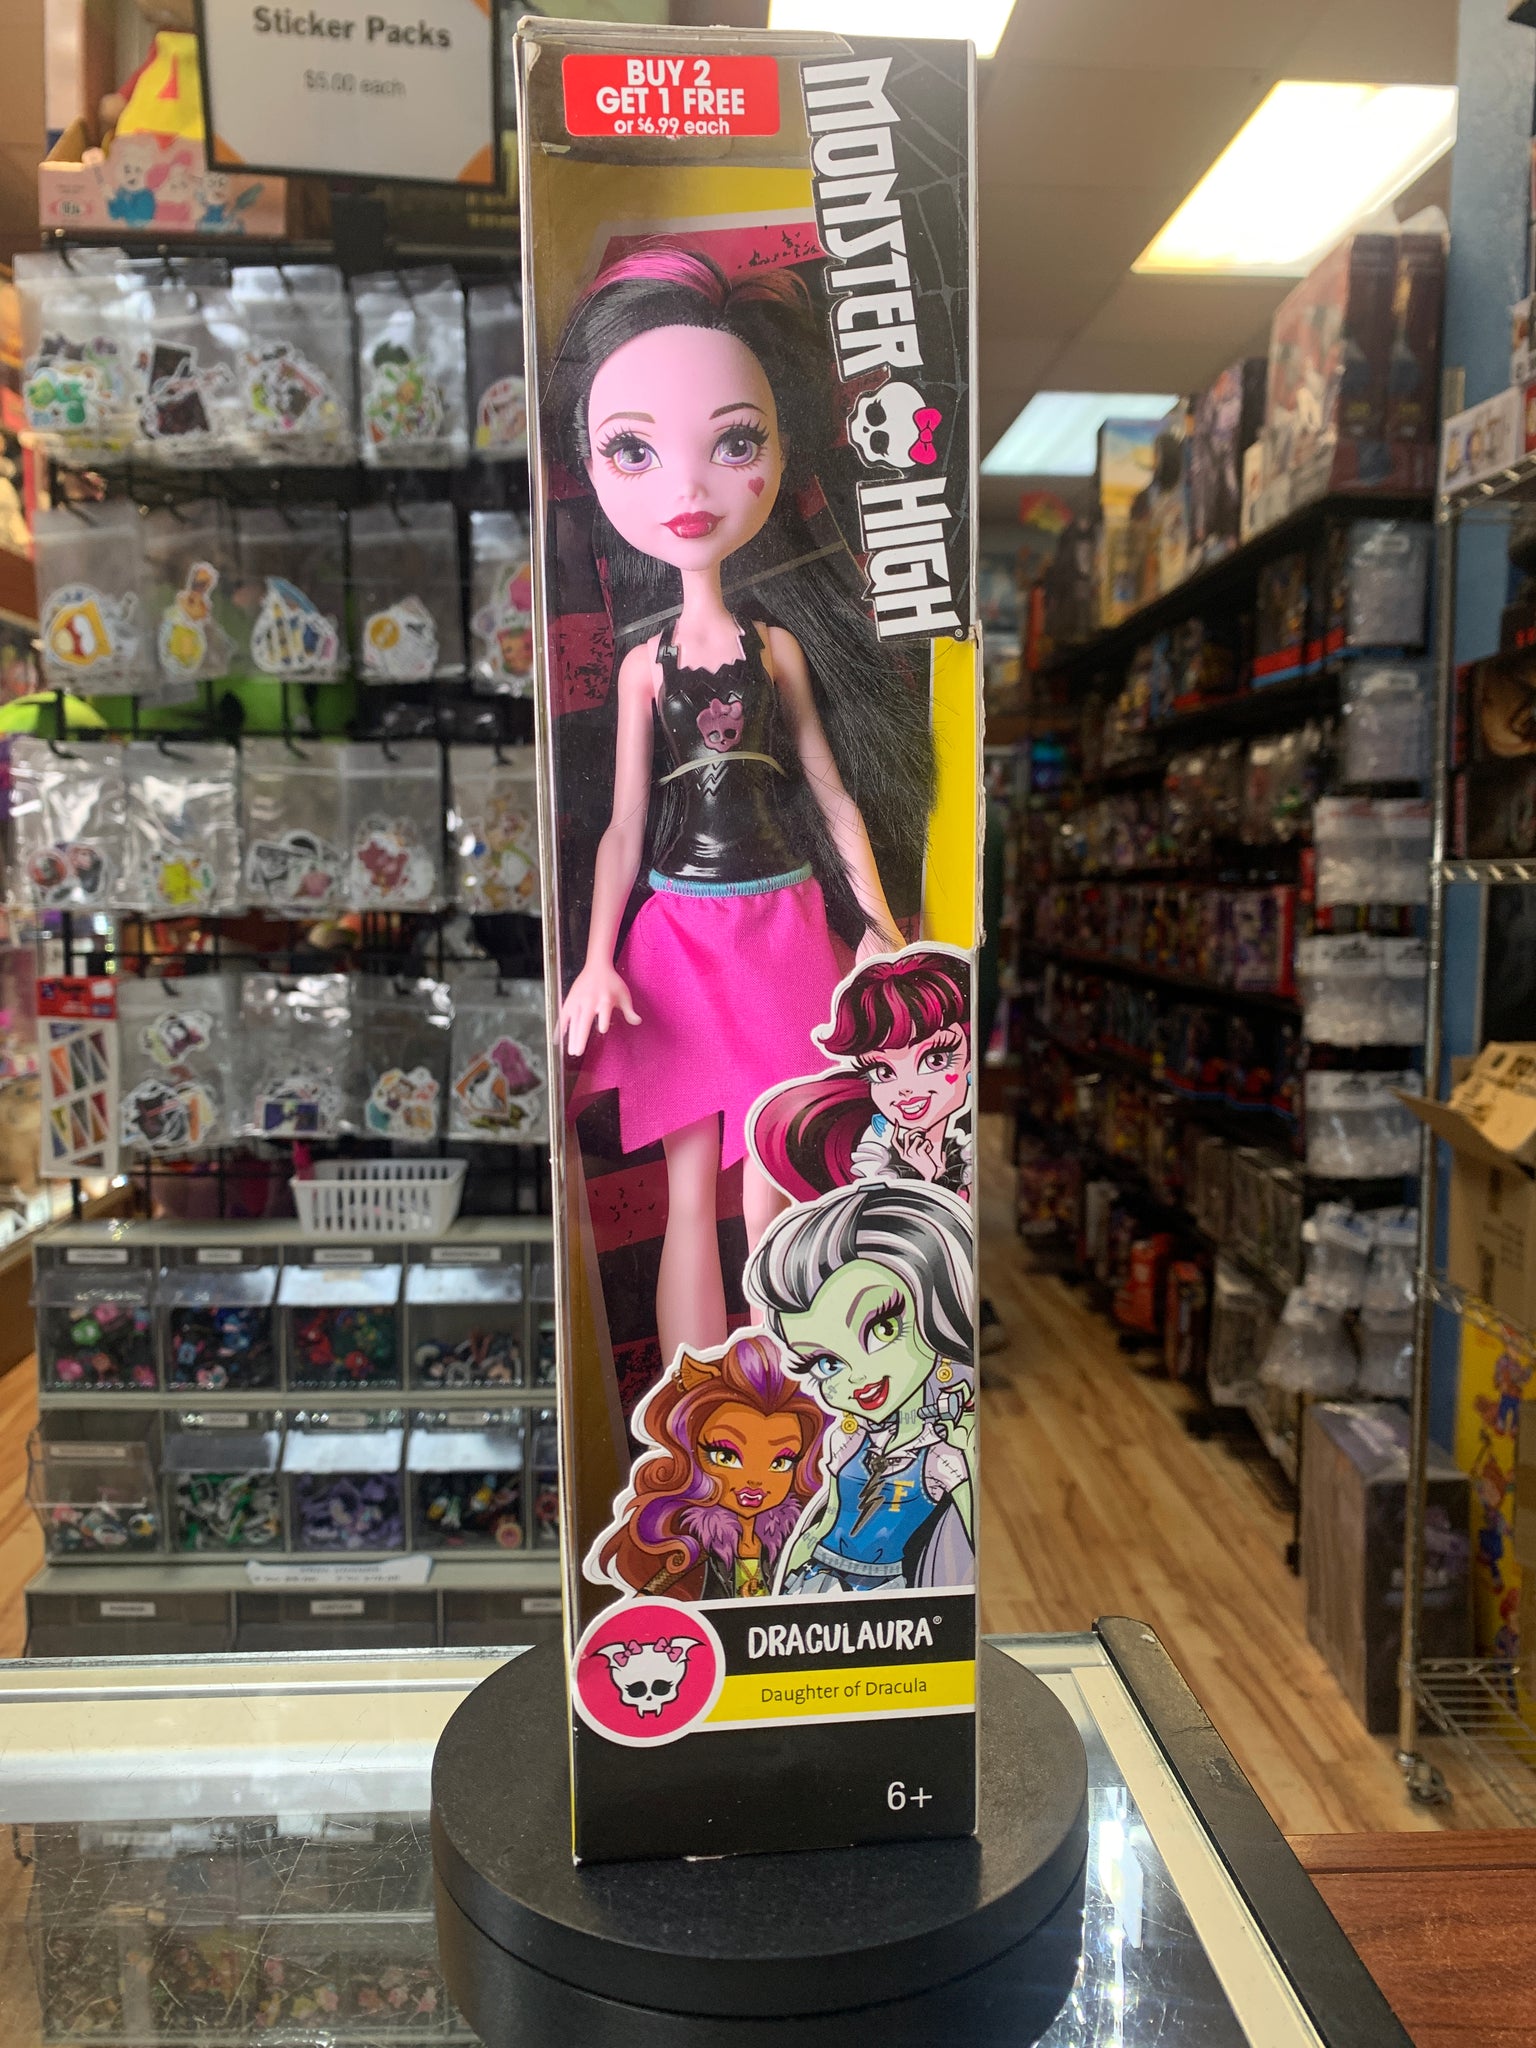 Sticker Packs
$5.00 each
BUY 2
GET 1 FREE
or $6.99 each
MONSTER HIGH®
F
DRACULAURA®
Daughter of Dracula
6+